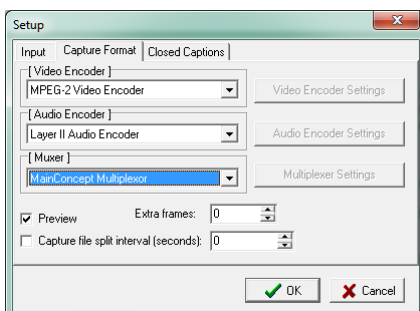 Setup
Input Capture Format Closed Captions
[ Video Encoder ]
MPEG-2 Video Encoder Video Encoder Settings
[ Audio Encoder ]
Layer II Audio Encoder Audio Encoder Settings
[ Muxer ]
MainConcept Multiplexor Multiplexer Settings
Preview Extra frames: 0
Capture file split interval (seconds): 0
OK Cancel